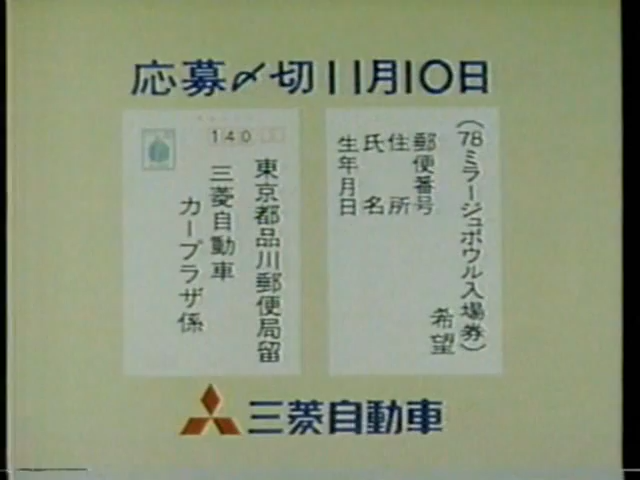 応募〆切11月10日
140
東京都品川郵便局留
三菱自動車
カープラザ係
(78ミラージュボウル入場券)
希望
郵便番号
住所
氏名
生年月日
三菱自動車